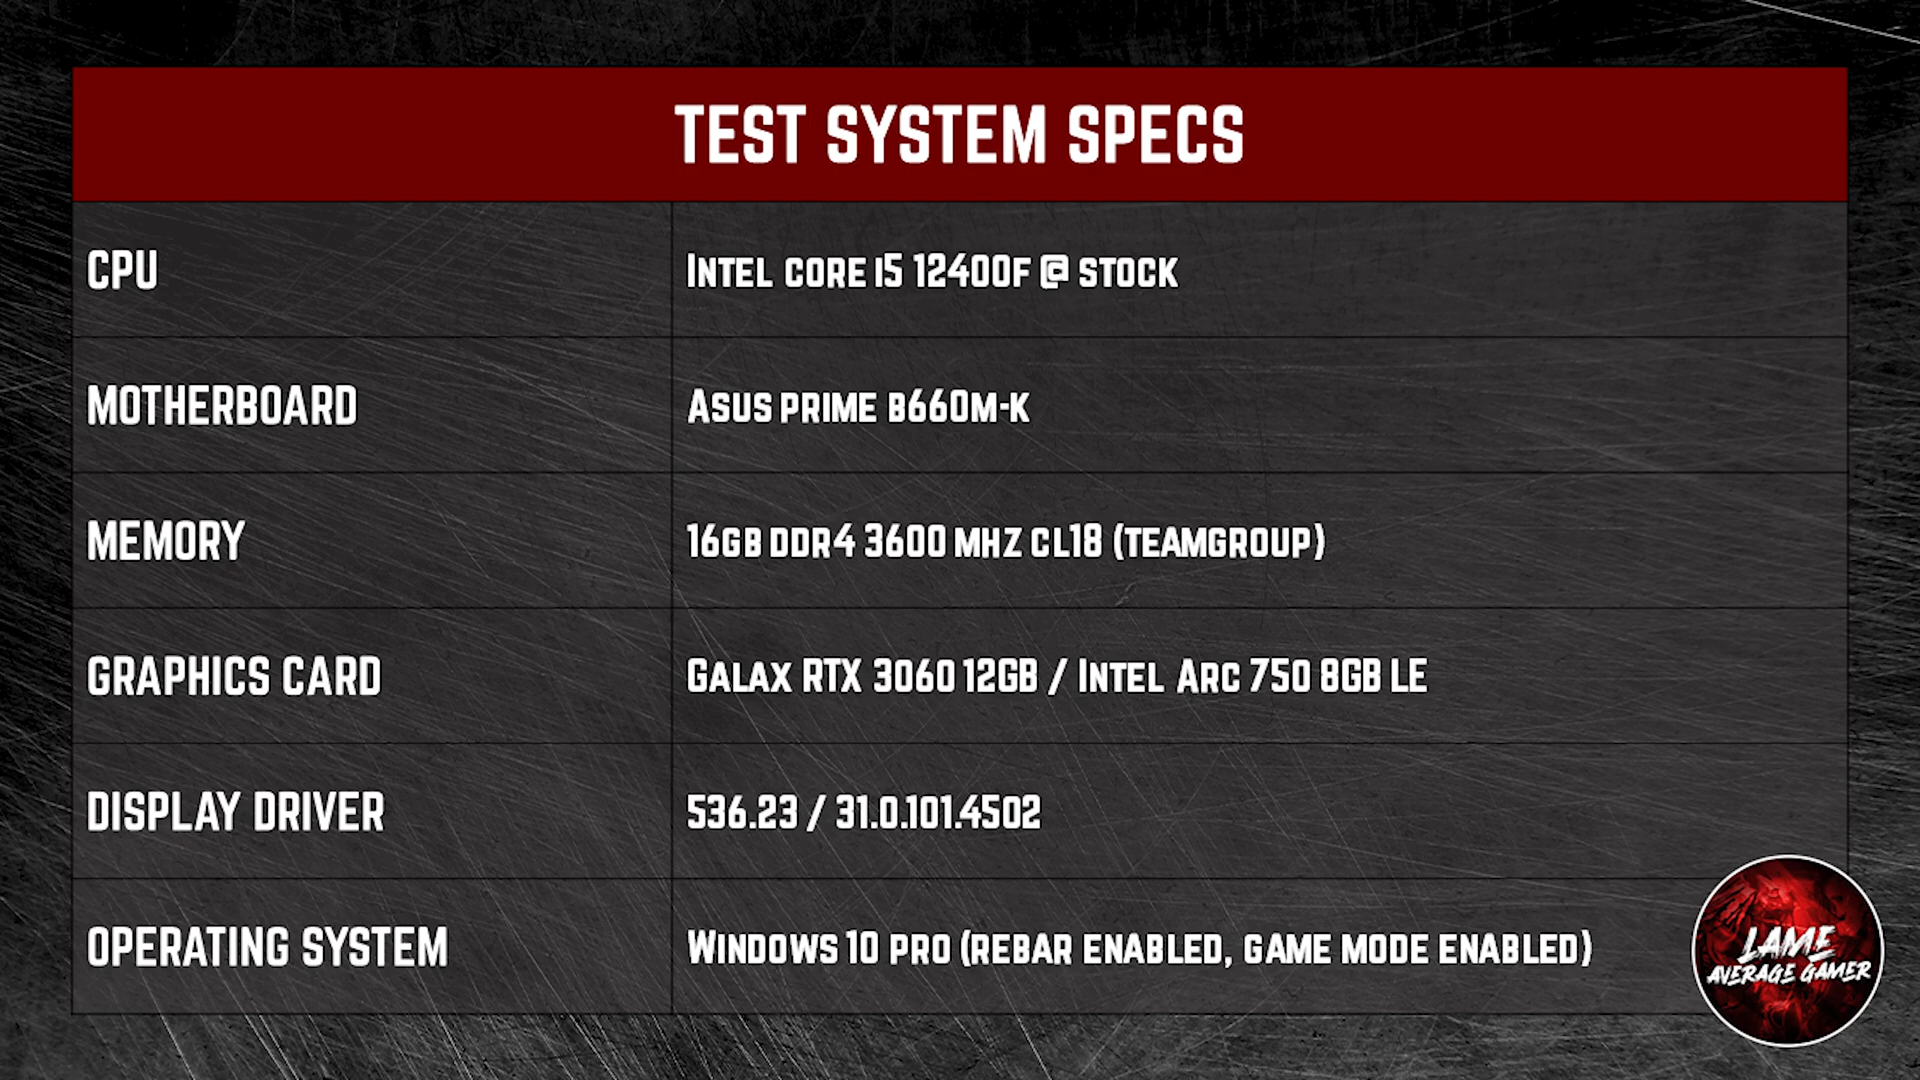 TEST SYSTEM SPECS
CPU
INTEL CORE I5 12400F @ STOCK
MOTHERBOARD
ASUS PRIME B660M-K
MEMORY
16GB DDR4 3600 MHZ CL18 (TEAMGROUP)
GRAPHICS CARD
GALAX RTX 3060 12GB / INTEL ARC 750 8GB LE
DISPLAY DRIVER
536.23 / 31.0.101.4502
OPERATING SYSTEM
WINDOWS 10 PRO (REBAR ENABLED, GAME MODE ENABLED)
LAME
AVERAGE GAMER